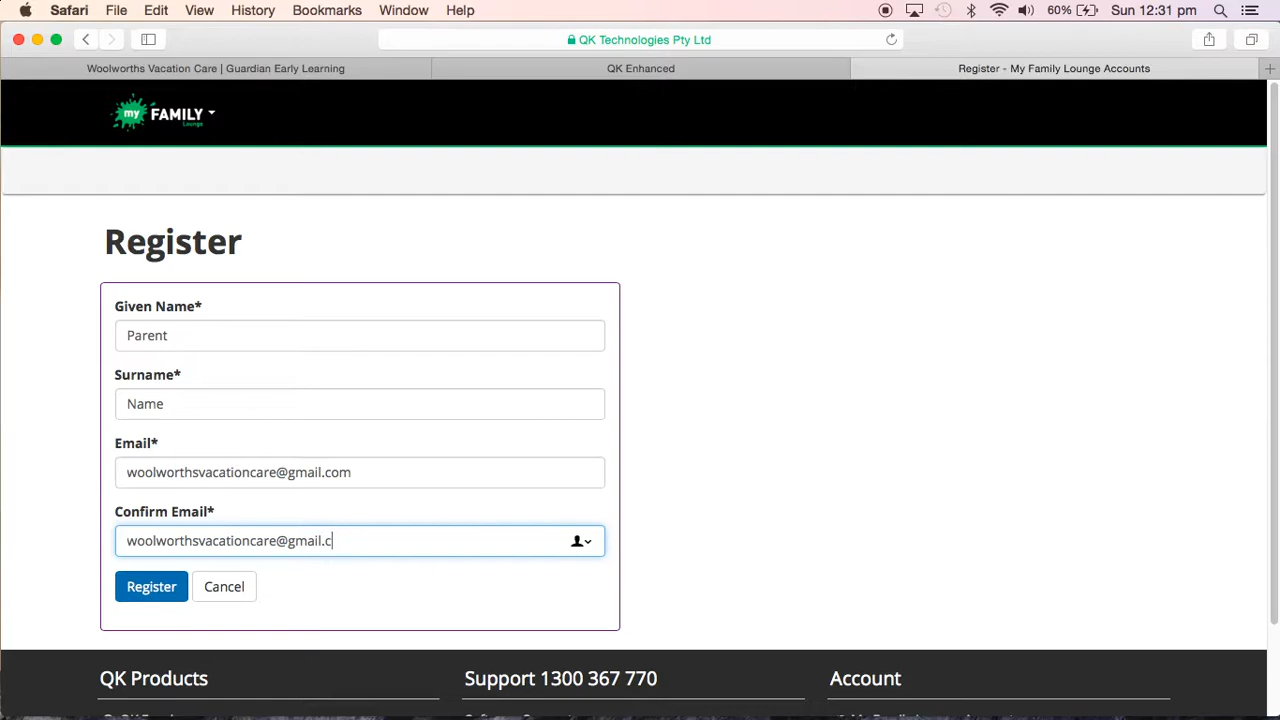 Safari File Edit View History Bookmarks Window Help 60% Sun 12:31 pm
QK Technologies Pty Ltd
Woolworths Vacation Care | Guardian Early Learning QK Enhanced Register - My Family Lounge Accounts
my FAMILY
Lounge
Register
Given Name*
Parent
Surname*
Name
Email*
woolworthsvacationcare@gmail.com
Confirm Email*
woolworthsvacationcare@gmail.c
Register Cancel
QK Products Support 1300 367 770 Account